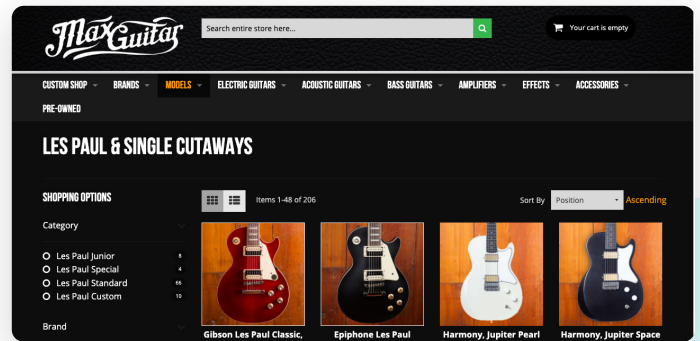 Max Guitar
Search entire store here...
Your cart is empty
CUSTOM SHOP BRANDS MODELS ELECTRIC GUITARS ACOUSTIC GUITARS BASS GUITARS AMPLIFIERS EFFECTS ACCESSORIES
PRE-OWNED
LES PAUL & SINGLE CUTAWAYS
SHOPPING OPTIONS
Items 1-48 of 206
Sort By Position Ascending
Category
Les Paul Junior 8
Les Paul Special 4
Les Paul Standard 66
Les Paul Custom 10
Brand
Gibson Les Paul Classic,
Epiphone Les Paul
Harmony, Jupiter Pearl
Harmony, Jupiter Space